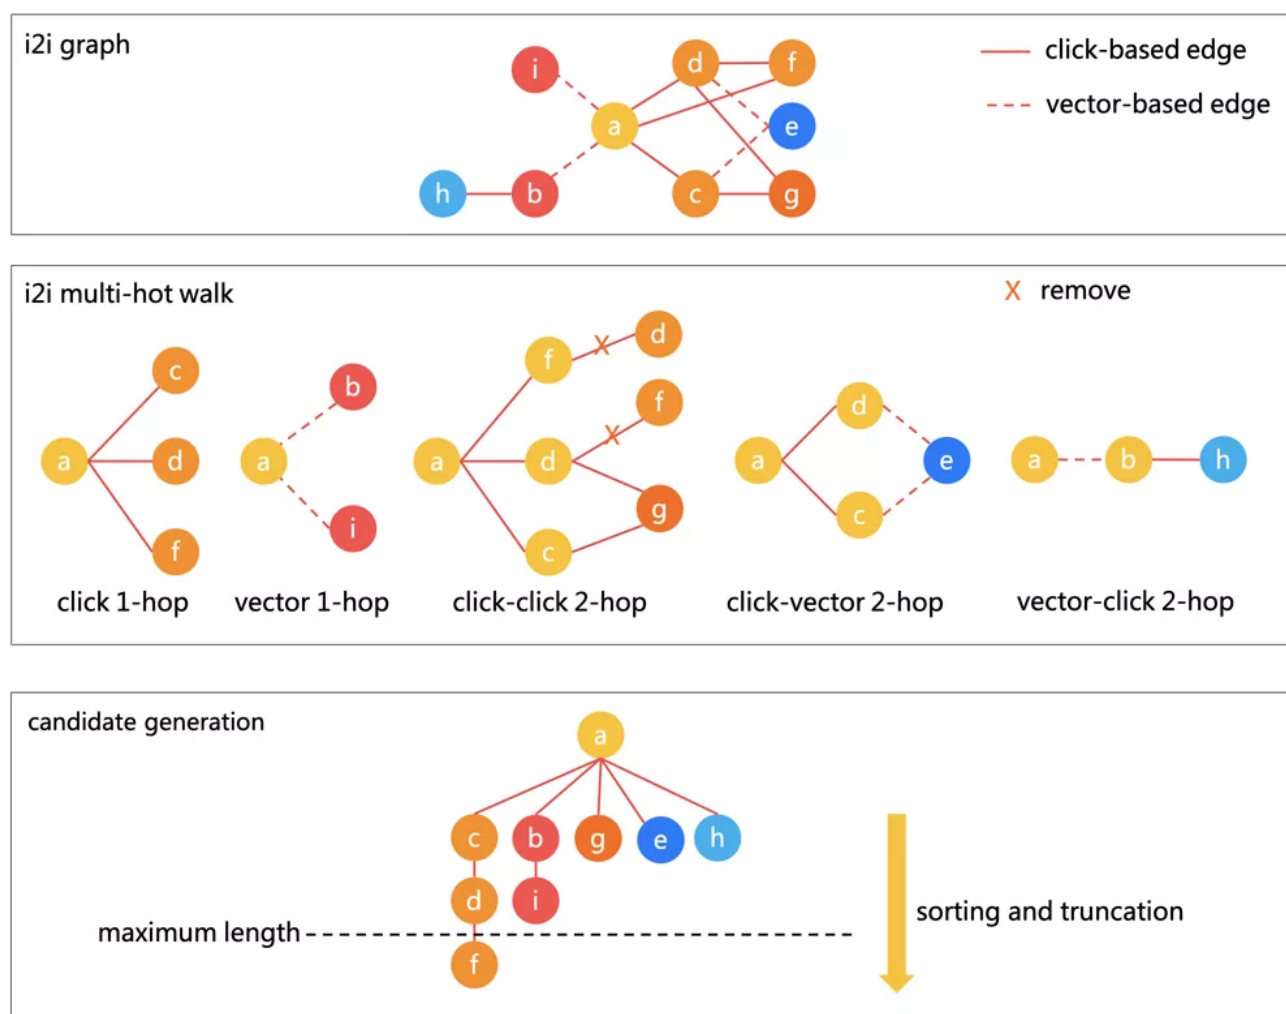 i2i graph
click-based edge
vector-based edge
i
d
f
a
e
h
b
c
g
i2i multi-hot walk
X remove
a
c
d
f
click 1-hop
a
b
i
vector 1-hop
a
f
X
d
d
X
f
c
g
click-click 2-hop
a
d
c
e
click-vector 2-hop
a
b
h
vector-click 2-hop
candidate generation
a
c
b
g
e
h
d
i
sorting and truncation
maximum length
f